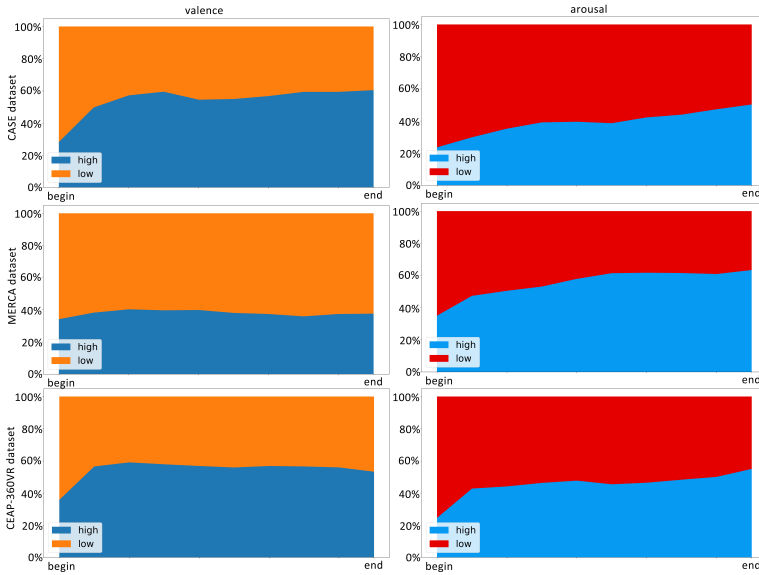 valence
arousal
CASE dataset
100%
80%
60%
40%
20%
0%
high
low
begin
end
100%
80%
60%
40%
20%
0%
high
low
begin
end
MERCA dataset
100%
80%
60%
40%
20%
0%
high
low
begin
end
100%
80%
60%
40%
20%
0%
high
low
begin
end
CEAP-360VR dataset
100%
80%
60%
40%
20%
0%
high
low
begin
end
100%
80%
60%
40%
20%
0%
high
low
begin
end